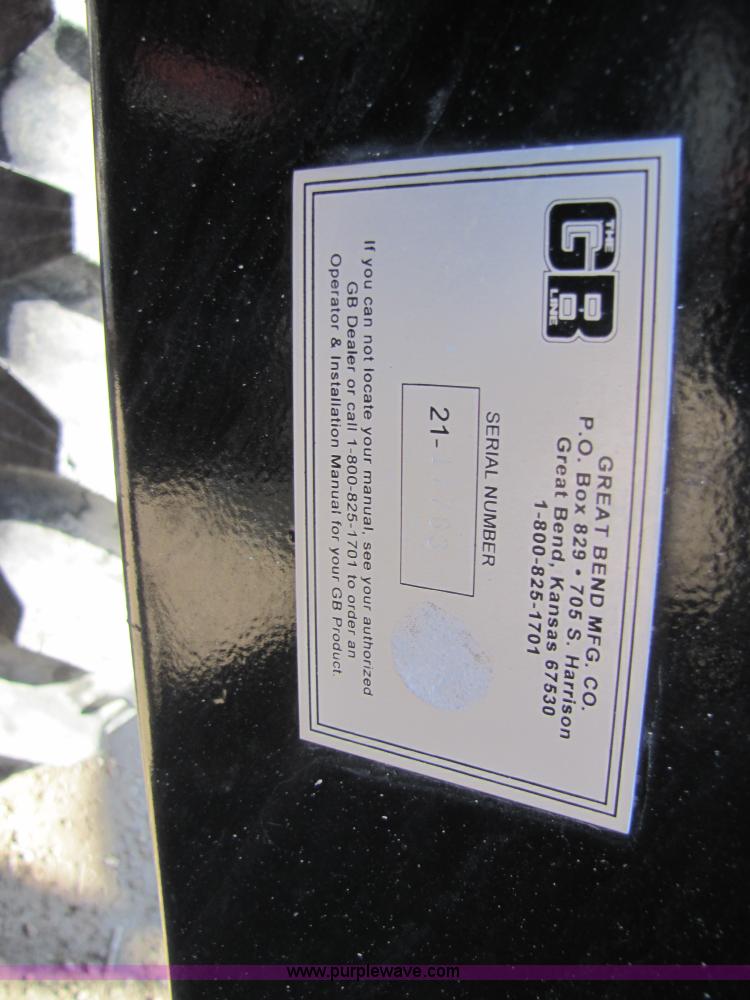 THE
GB
LINE
GREAT BEND MFG. CO.
P.O. Box 829 • 705 S. Harrison
Great Bend, Kansas 67530
1-800-825-1701
SERIAL NUMBER
21-
If you can not locate your manual, see your authorized
GB Dealer or call 1-800-825-1701 to order an
Operator & Installation Manual for your GB Product.
www.purplewave.com